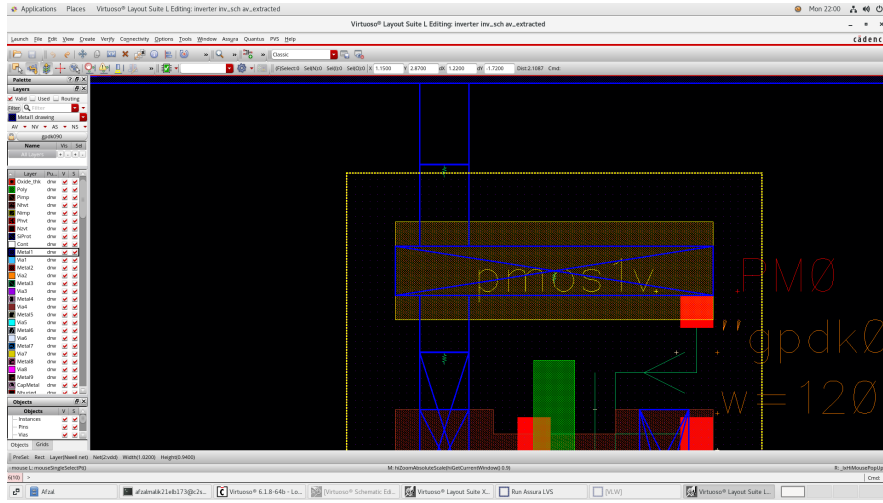 Applications Places Virtuoso® Layout Suite L Editing: inverter inv_sch av_extracted Mon 22:00
Virtuoso® Layout Suite L Editing: inverter inv_sch av_extracted
Launch File Edit View Create Verify Connectivity Options Tools Window Assura Quantus PVS Help cādence
Classic
(F)Select:0 Sel(N):0 Sel(I):0 Sel(O):0 X 1.1500 Y 2.8700 dX 1.2200 dY -1.7200 Dist:2.1087 Cmd:
Palette
Layers
Valid Used Routing
Filter Filter
Metal1 drawing
AV NV AS NS
gpdk090
Name Vis Sel
All Layers
Layer Pu... V S
Oxide_thk drw
Poly drw
Pimp drw
Nhvt drw
Nimp drw
Phvt drw
Nzvt drw
SiProt drw
Cont drw
Metal1 drw
Via1 drw
Metal2 drw
Via2 drw
Metal3 drw
Via3 drw
Metal4 drw
Via4 drw
Metal5 drw
Via5 drw
Metal6 drw
Via6 drw
Metal7 drw
Via7 drw
Metal8 drw
Via8 drw
Metal9 drw
CapMetal drw
Objects
Objects V S
Instances
Pins
Vias
Objects Grids
pmos1v
PM0
"gpdk0
w=120
PreSel: Rect Layer(Nwell net) Net(2:vdd) Width(1.0200) Height(0.9400)
mouse L: mouseSingleSelectPt() M: hiZoomAbsoluteScale(hiGetCurrentWindow() 0.9) R: _lxHiMousePopUp
6(10) > Cmd:
Afzal afzalmalik21elb173@c2s... Virtuoso® 6.1.8-64b - Lo... [Virtuoso® Schematic Edi... Virtuoso® Layout Suite X... Run Assura LVS [VLW] Virtuoso® Layout Suite L...